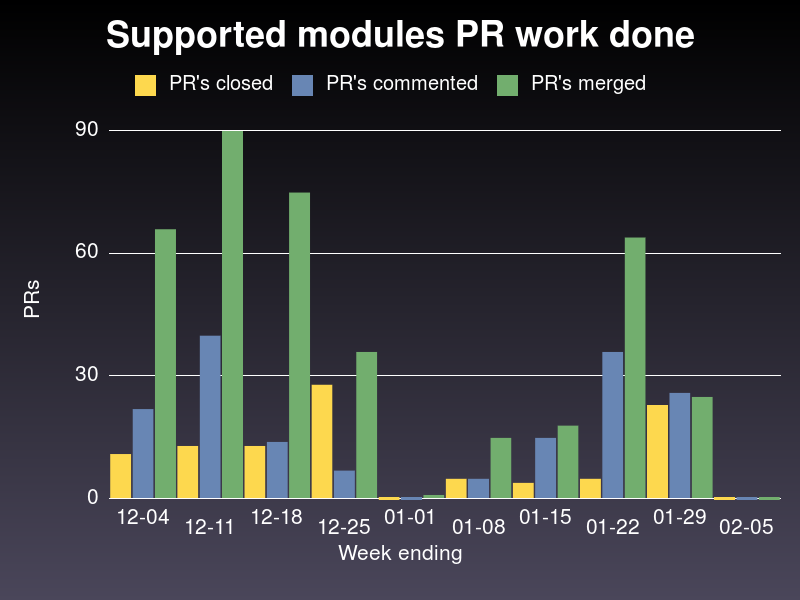 Supported modules PR work done
PR's closed PR's commented PR's merged
90
60
30
0
PRs
12-04 12-11 12-18 12-25 01-01 01-08 01-15 01-22 01-29 02-05
Week ending